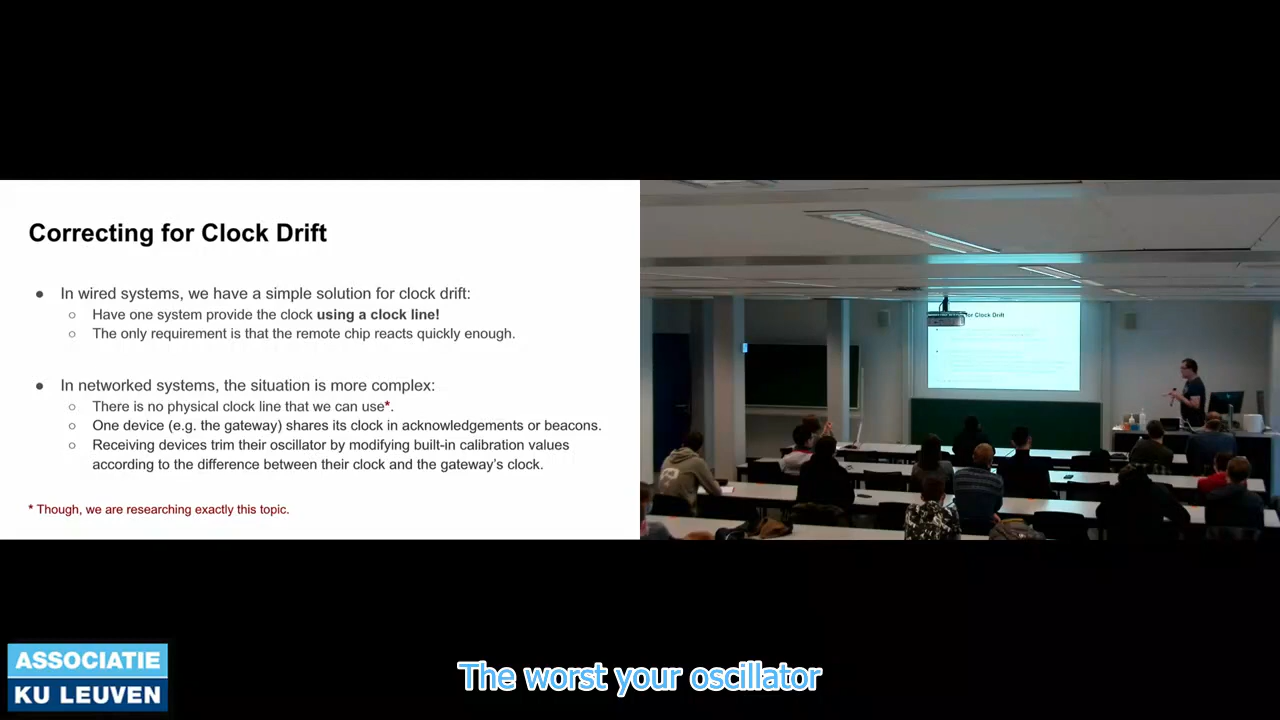 Correcting for Clock Drift
● In wired systems, we have a simple solution for clock drift:
○ Have one system provide the clock using a clock line!
○ The only requirement is that the remote chip reacts quickly enough.
● In networked systems, the situation is more complex:
○ There is no physical clock line that we can use*.
○ One device (e.g. the gateway) shares its clock in acknowledgements or beacons.
○ Receiving devices trim their oscillator by modifying built-in calibration values
according to the difference between their clock and the gateway's clock.
* Though, we are researching exactly this topic.
for Clock Drift
ASSOCIATIE
KU LEUVEN
The worst your oscillator